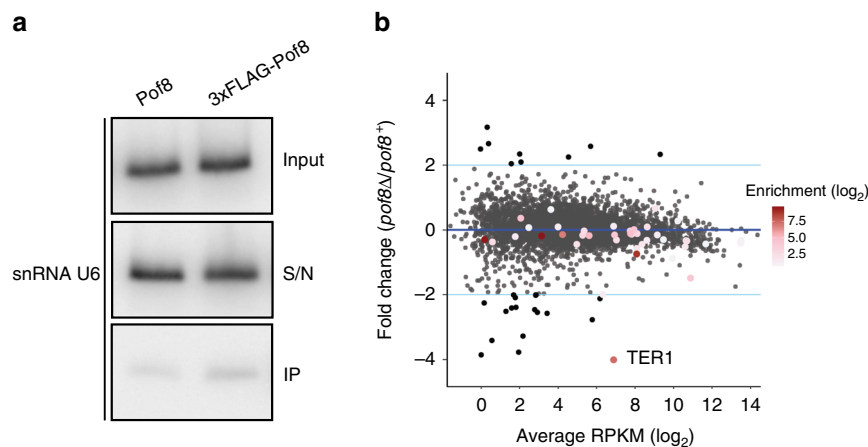 a
Pof8
3xFLAG-Pof8
Input
snRNA U6
S/N
IP
b
Fold change (pof8Δ/pof8⁺)
4
2
0
−2
−4
TER1
0 2 4 6 8 10 12 14
Average RPKM (log₂)
Enrichment (log₂)
7.5
5.0
2.5